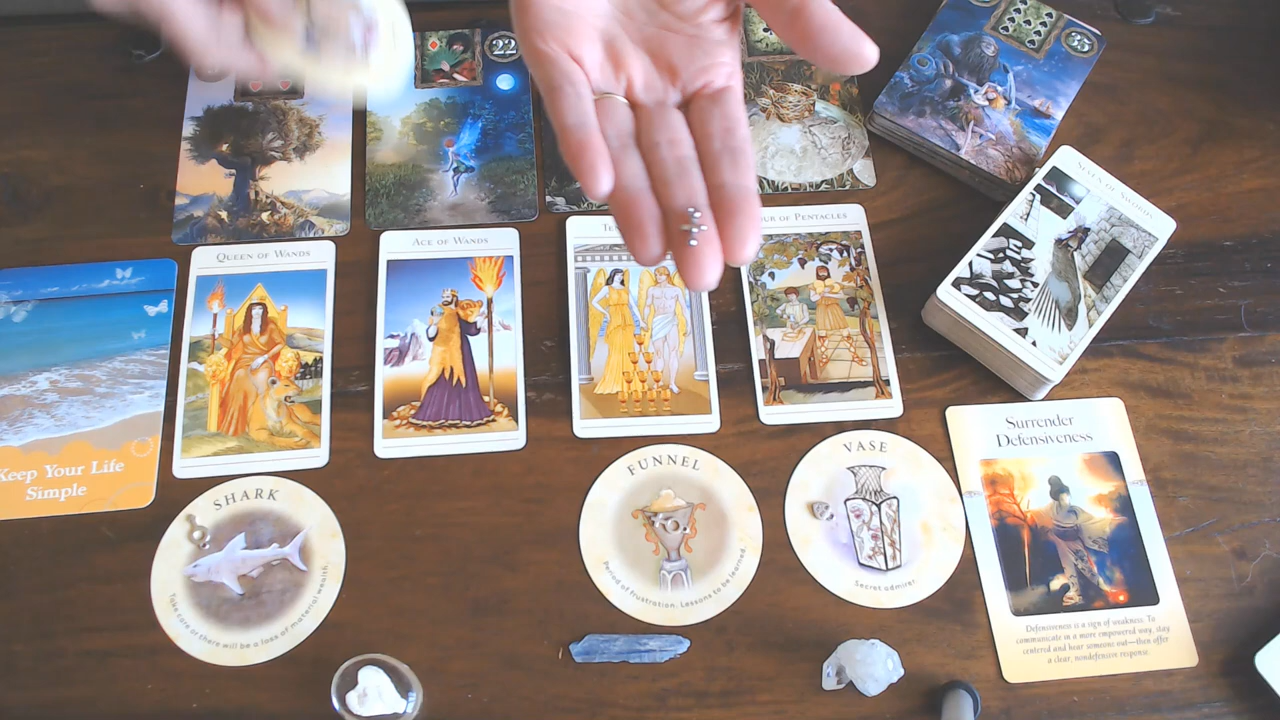 22
35
SEVEN OF SWORDS
QUEEN OF WANDS
ACE OF WANDS
OUR OF PENTACLES
Keep Your Life
Simple
SHARK
Take care or there will be a loss of material wealth.
FUNNEL
Period of frustration. Lessons to be learned.
VASE
Secret admirer.
Surrender
Defensiveness
Defensiveness is a sign of weakness. To
communicate in a more empowered way, stay
centered and hear someone out—then offer
a clear, nondefensive response.